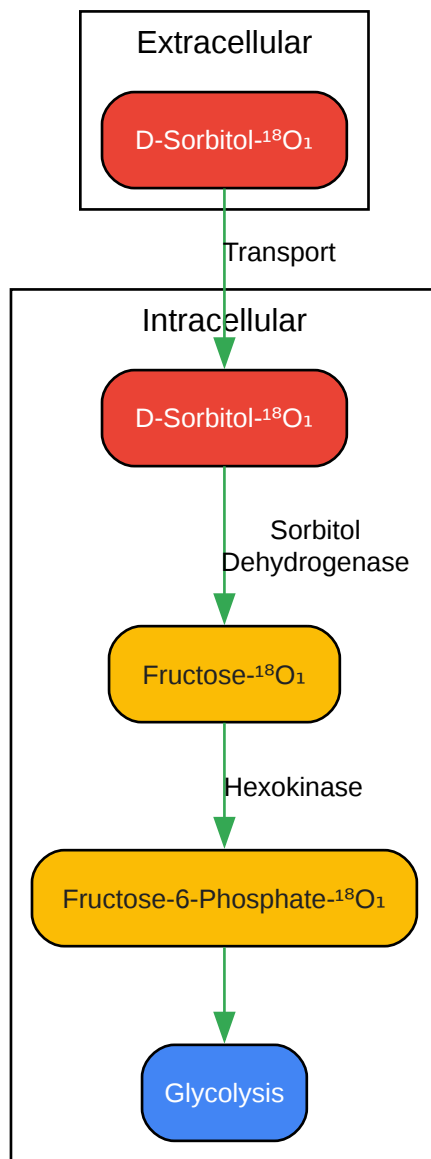 Extracellular
D-Sorbitol-¹⁸O₁
Transport
Intracellular
D-Sorbitol-¹⁸O₁
Sorbitol
Dehydrogenase
Fructose-¹⁸O₁
Hexokinase
Fructose-6-Phosphate-¹⁸O₁
Glycolysis